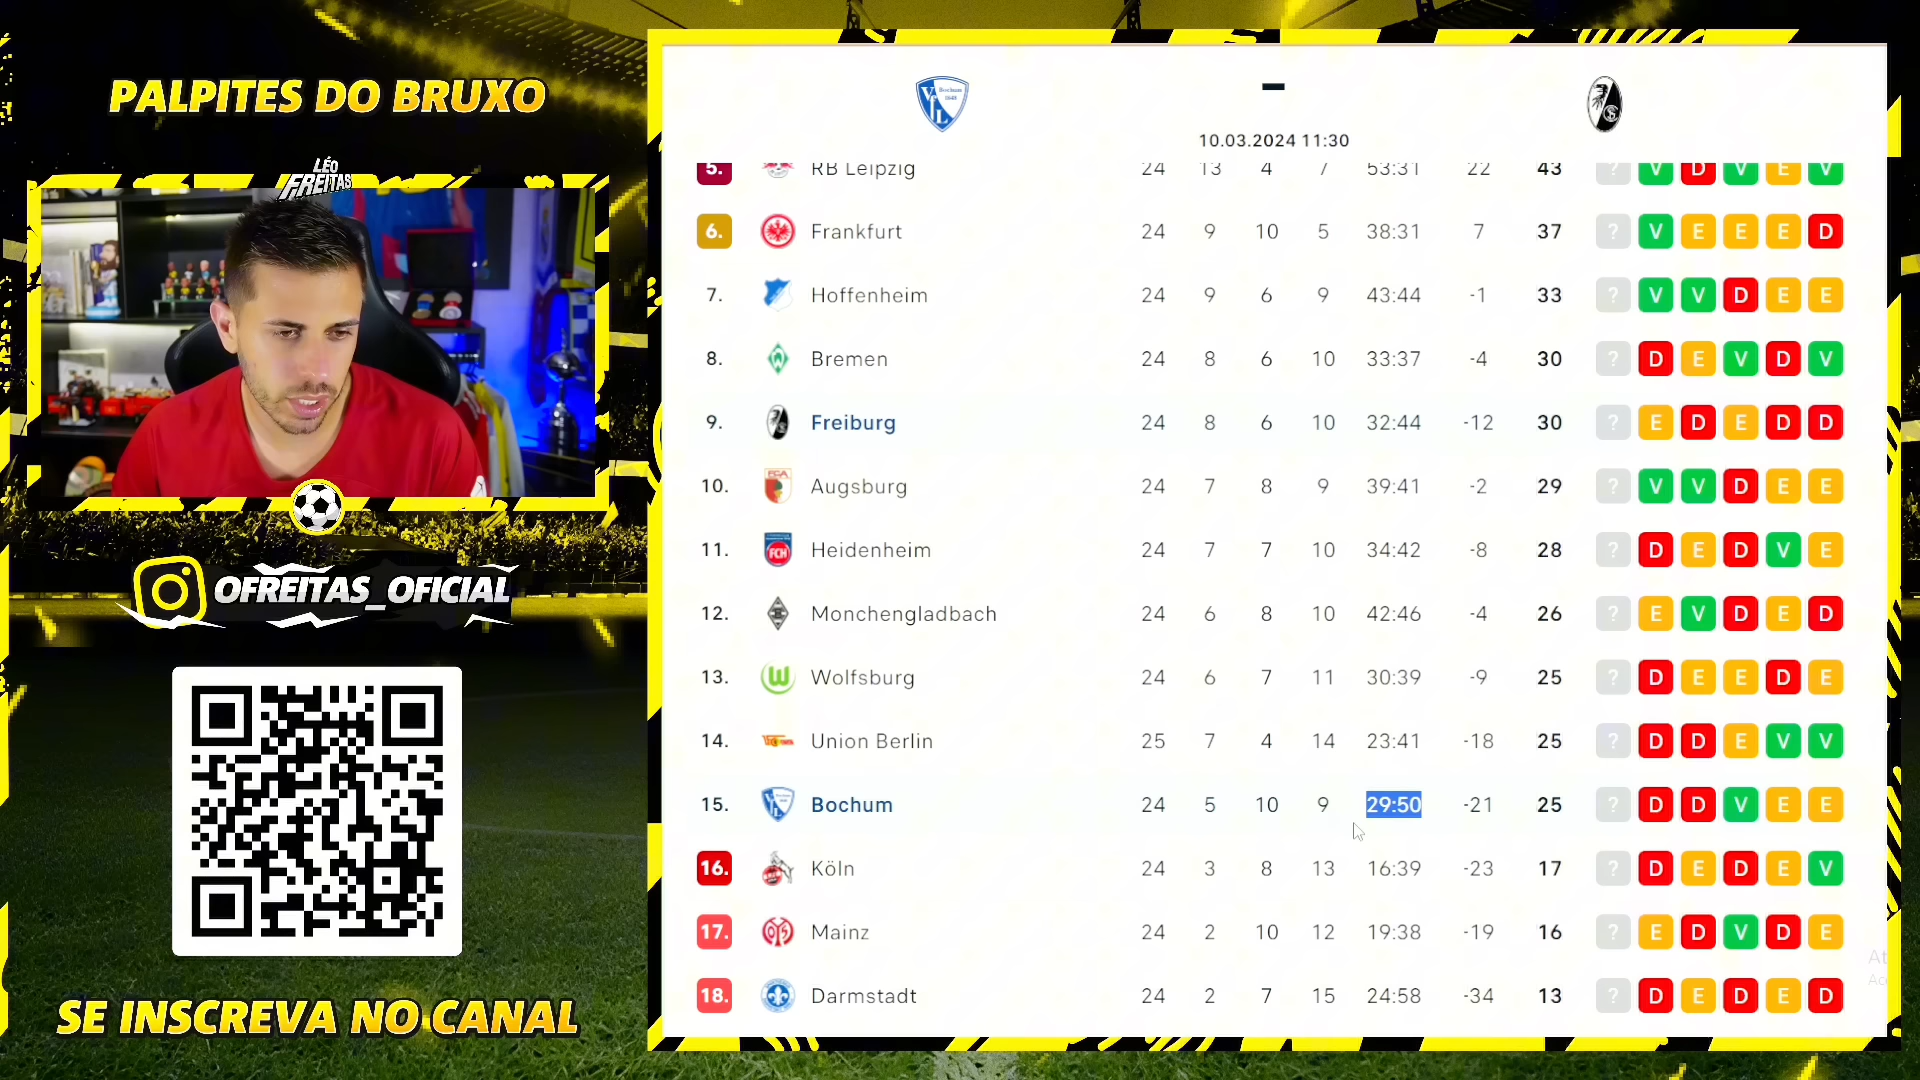 PALPITES DO BRUXO
LÉO
FREITAS
OFREITAS_OFICIAL
SE INSCREVA NO CANAL
10.03.2024 11:30
5. RB Leipzig 24 13 4 7 53:31 22 43 ? V D V E V
6. Frankfurt 24 9 10 5 38:31 7 37 ? V E E E D
7. Hoffenheim 24 9 6 9 43:44 -1 33 ? V V D E E
8. Bremen 24 8 6 10 33:37 -4 30 ? D E V D V
9. Freiburg 24 8 6 10 32:44 -12 30 ? E D E D D
10. Augsburg 24 7 8 9 39:41 -2 29 ? V V D E E
11. Heidenheim 24 7 7 10 34:42 -8 28 ? D E D V E
12. Monchengladbach 24 6 8 10 42:46 -4 26 ? E V D E D
13. Wolfsburg 24 6 7 11 30:39 -9 25 ? D E E D E
14. Union Berlin 25 7 4 14 23:41 -18 25 ? D D E V V
15. Bochum 24 5 10 9 29:50 -21 25 ? D D V E E
16. Köln 24 3 8 13 16:39 -23 17 ? D E D E V
17. Mainz 24 2 10 12 19:38 -19 16 ? E D V D E
18. Darmstadt 24 2 7 15 24:58 -34 13 ? D E D E D